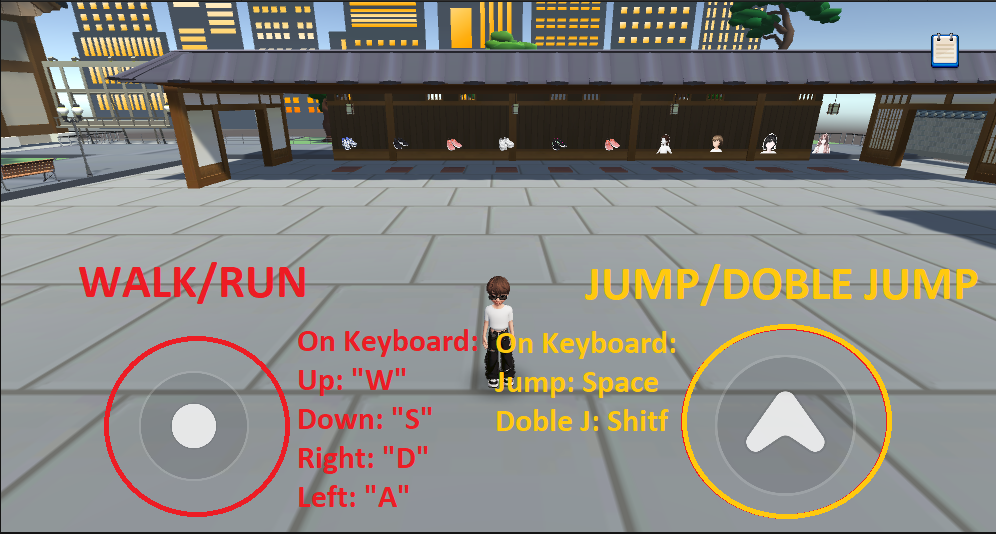 WALK/RUN
On Keyboard:
Up: "W"
Down: "S"
Right: "D"
Left: "A"
JUMP/DOBLE JUMP
On Keyboard:
Jump: Space
Doble J: Shitf